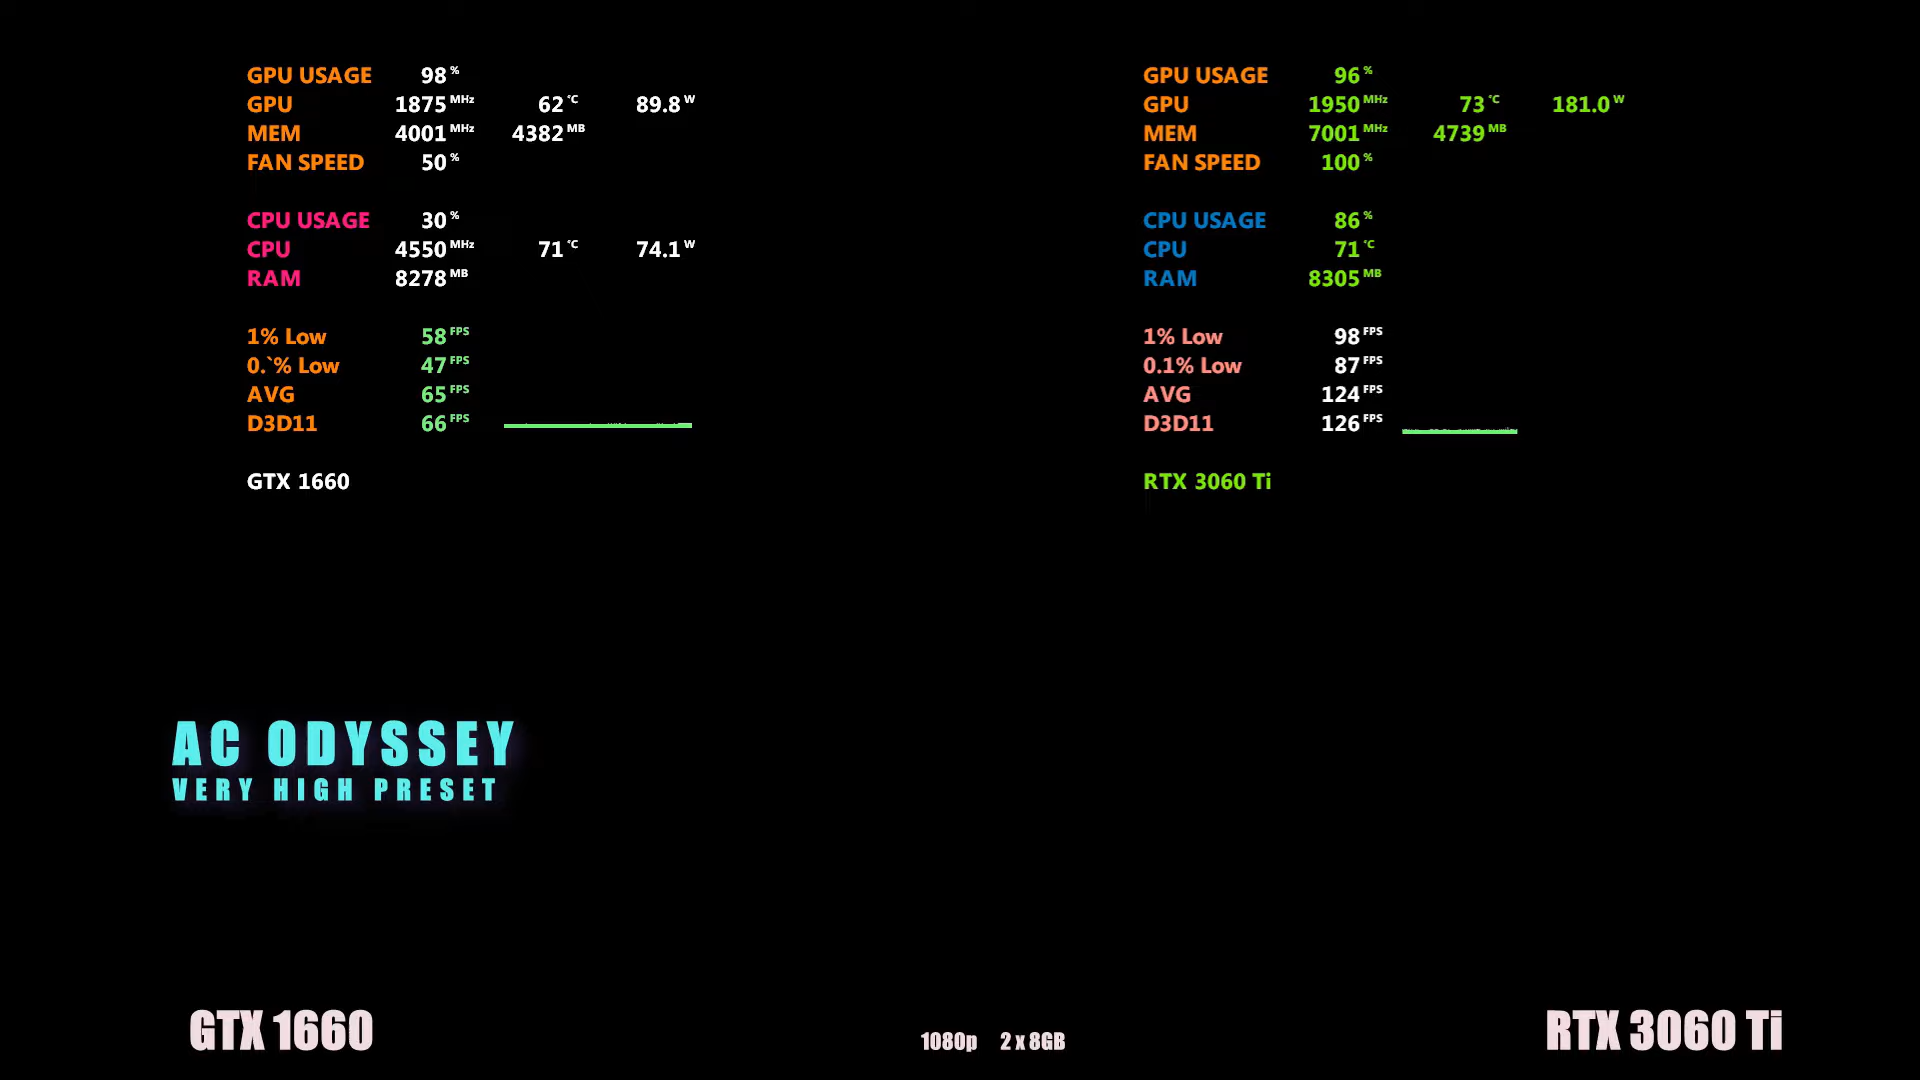 GPU USAGE 98 %
GPU 1875 MHz 62 °C 89.8 W
MEM 4001 MHz 4382 MB
FAN SPEED 50 %
CPU USAGE 30 %
CPU 4550 MHz 71 °C 74.1 W
RAM 8278 MB
1% Low 58 FPS
0.`% Low 47 FPS
AVG 65 FPS
D3D11 66 FPS
GTX 1660
GPU USAGE 96 %
GPU 1950 MHz 73 °C 181.0 W
MEM 7001 MHz 4739 MB
FAN SPEED 100 %
CPU USAGE 86 %
CPU 71 °C
RAM 8305 MB
1% Low 98 FPS
0.1% Low 87 FPS
AVG 124 FPS
D3D11 126 FPS
RTX 3060 Ti
AC ODYSSEY
VERY HIGH PRESET
GTX 1660
1080p 2 x 8GB
RTX 3060 Ti